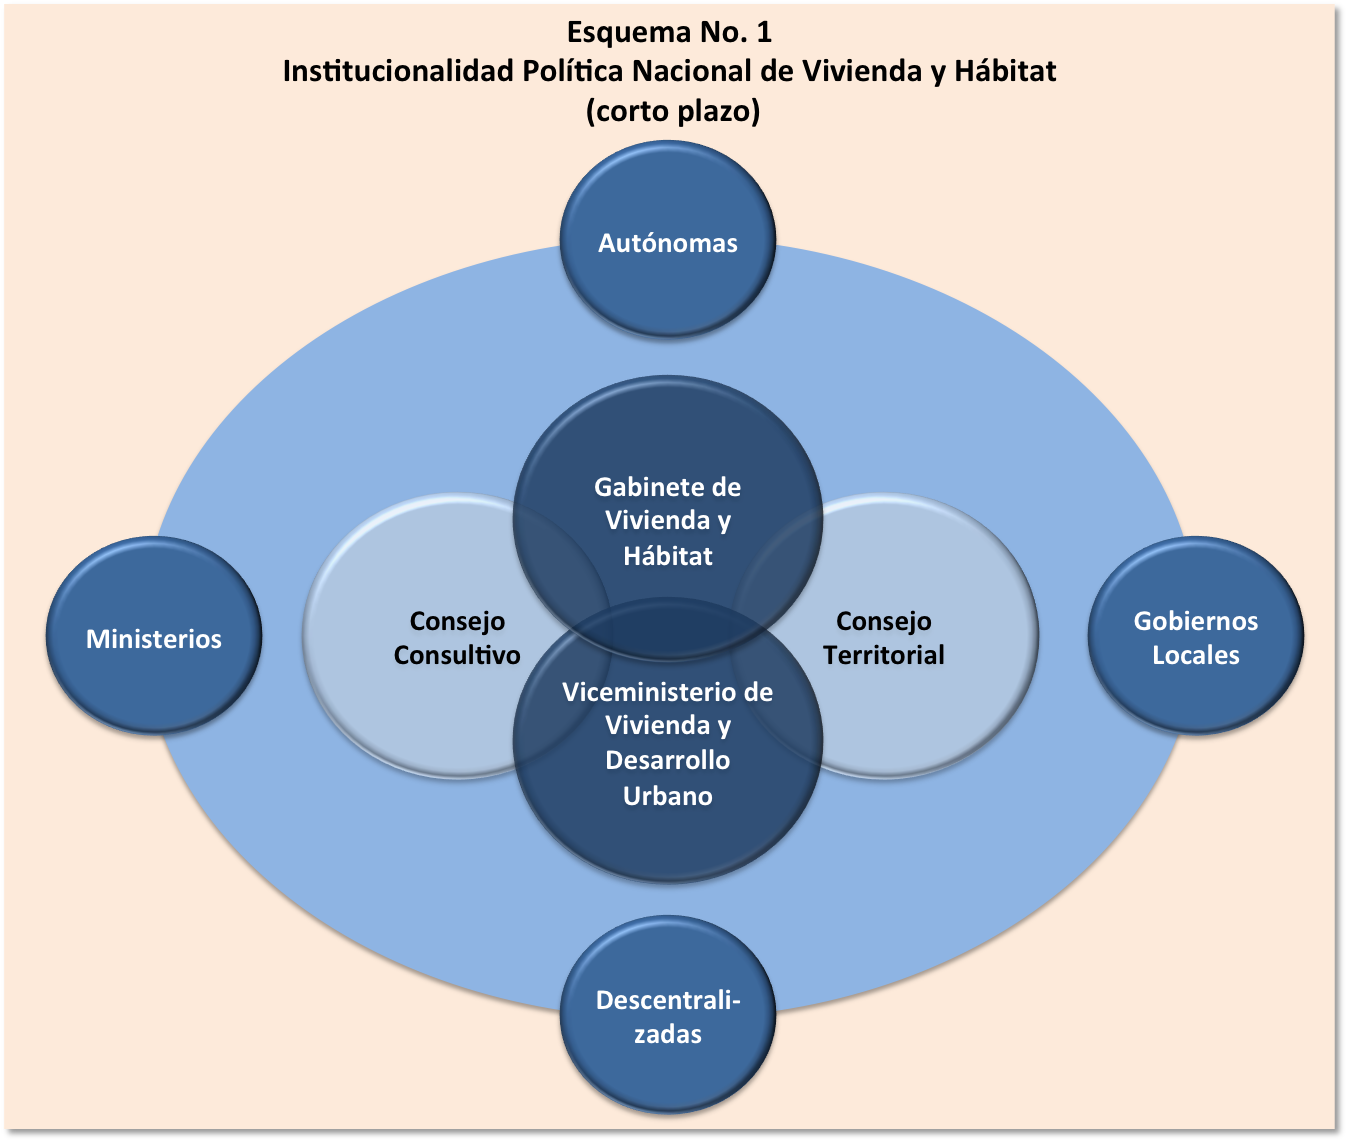 Esquema No. 1
Institucionalidad Política Nacional de Vivienda y Hábitat
(corto plazo)
Autónomas
Gabinete de
Vivienda y
Hábitat
Ministerios
Consejo
Consultivo
Consejo
Territorial
Gobiernos
Locales
Viceministerio de
Vivienda y
Desarrollo
Urbano
Descentrali-
zadas